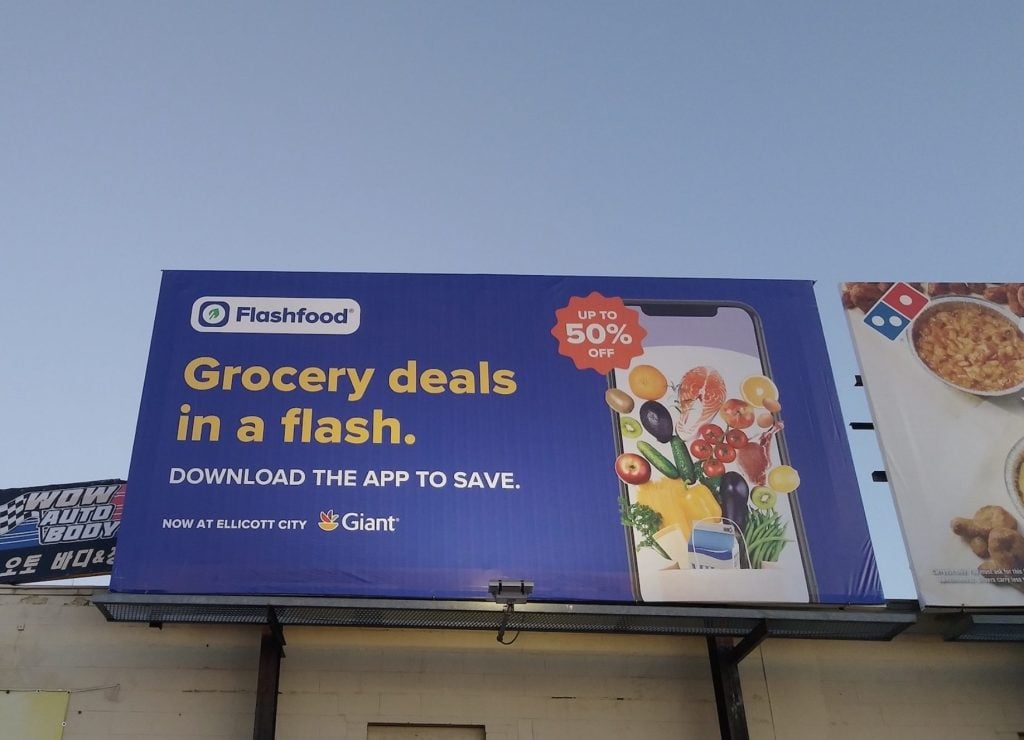 Flashfood®
Grocery deals
in a flash.
DOWNLOAD THE APP TO SAVE.
NOW AT ELLICOTT CITY Giant®
UP TO
50%
OFF
WOW
AUTO
BODY
오토 바디&